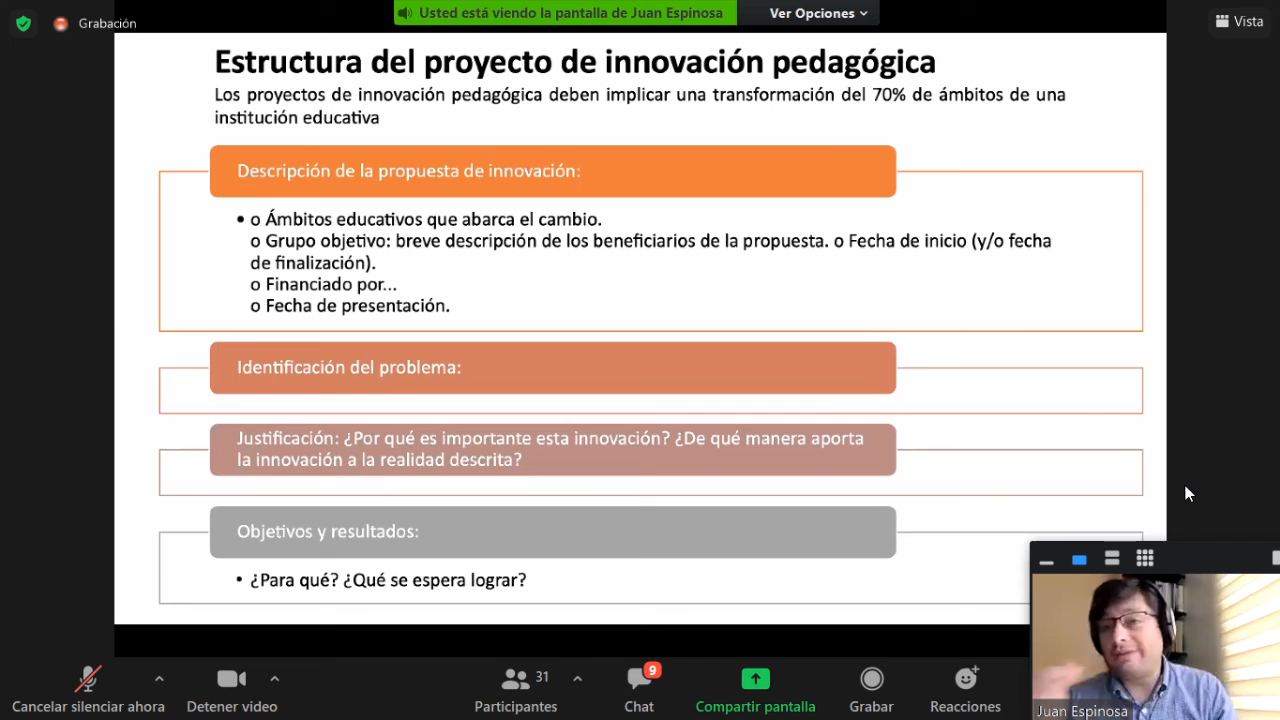 Grabación
Usted está viendo la pantalla de Juan Espinosa
Ver Opciones
Vista
Estructura del proyecto de innovación pedagógica
Los proyectos de innovación pedagógica deben implicar una transformación del 70% de ámbitos de una
institución educativa
Descripción de la propuesta de innovación:
• o Ámbitos educativos que abarca el cambio.
o Grupo objetivo: breve descripción de los beneficiarios de la propuesta. o Fecha de inicio (y/o fecha
de finalización).
o Financiado por...
o Fecha de presentación.
Identificación del problema:
Justificación: ¿Por qué es importante esta innovación? ¿De qué manera aporta
la innovación a la realidad descrita?
Objetivos y resultados:
• ¿Para qué? ¿Qué se espera lograr?
Juan Espinosa
31
9
Cancelar silenciar ahora
Detener video
Participantes
Chat
Compartir pantalla
Grabar
Reacciones